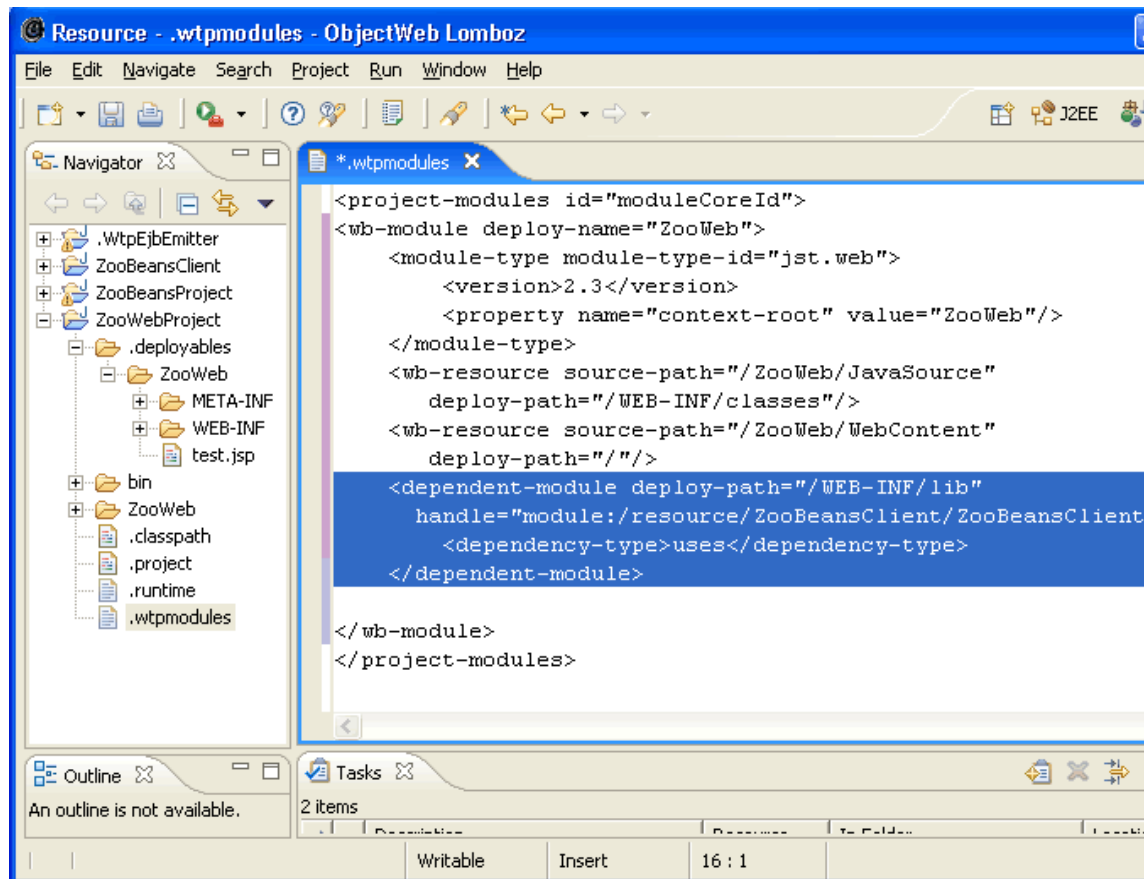 Resource - .wtpmodules - ObjectWeb Lomboz
File Edit Navigate Search Project Run Window Help
J2EE
Navigator
*.wtpmodules
.WtpEjbEmitter
ZooBeansClient
ZooBeansProject
ZooWebProject
.deployables
ZooWeb
META-INF
WEB-INF
test.jsp
bin
ZooWeb
.classpath
.project
.runtime
.wtpmodules
<project-modules id="moduleCoreId">
<wb-module deploy-name="ZooWeb">
<module-type module-type-id="jst.web">
<version>2.3</version>
<property name="context-root" value="ZooWeb"/>
</module-type>
<wb-resource source-path="/ZooWeb/JavaSource"
deploy-path="/WEB-INF/classes"/>
<wb-resource source-path="/ZooWeb/WebContent"
deploy-path="/"/>
<dependent-module deploy-path="/WEB-INF/lib"
handle="module:/resource/ZooBeansClient/ZooBeansClient
<dependency-type>uses</dependency-type>
</dependent-module>
</wb-module>
</project-modules>
Outline
An outline is not available.
Tasks
2 items
Writable Insert 16 : 1